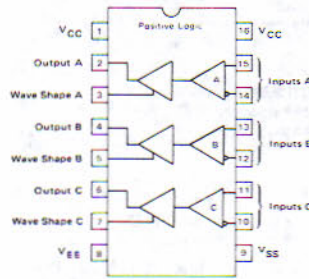 Positive Logic
VCC 1 16 VCC
Output A 2 15
A Inputs A
Wave Shape A 3 14
Output B 4 13
B Inputs B
Wave Shape B 5 12
Output C 6 11
C Inputs C
Wave Shape C 7 10
VEE 8 9 VSS